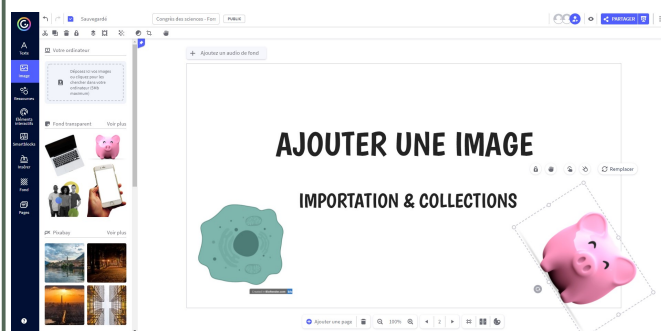 Sauvegardé
Congrès des sciences - Forr
PUBLIC
PARTAGER
Texte
Image
Ressources
Éléments interactifs
Smartblocks
Insérer
Fond
Pages
Votre ordinateur
Déposez ici vos images
ou cliquez pour les
chercher dans votre
ordinateur (5Mo
maximum)
Fond transparent Voir plus
Pixabay Voir plus
+ Ajoutez un audio de fond
AJOUTER UNE IMAGE
Remplacer
IMPORTATION & COLLECTIONS
Ajouter une page
100%
2